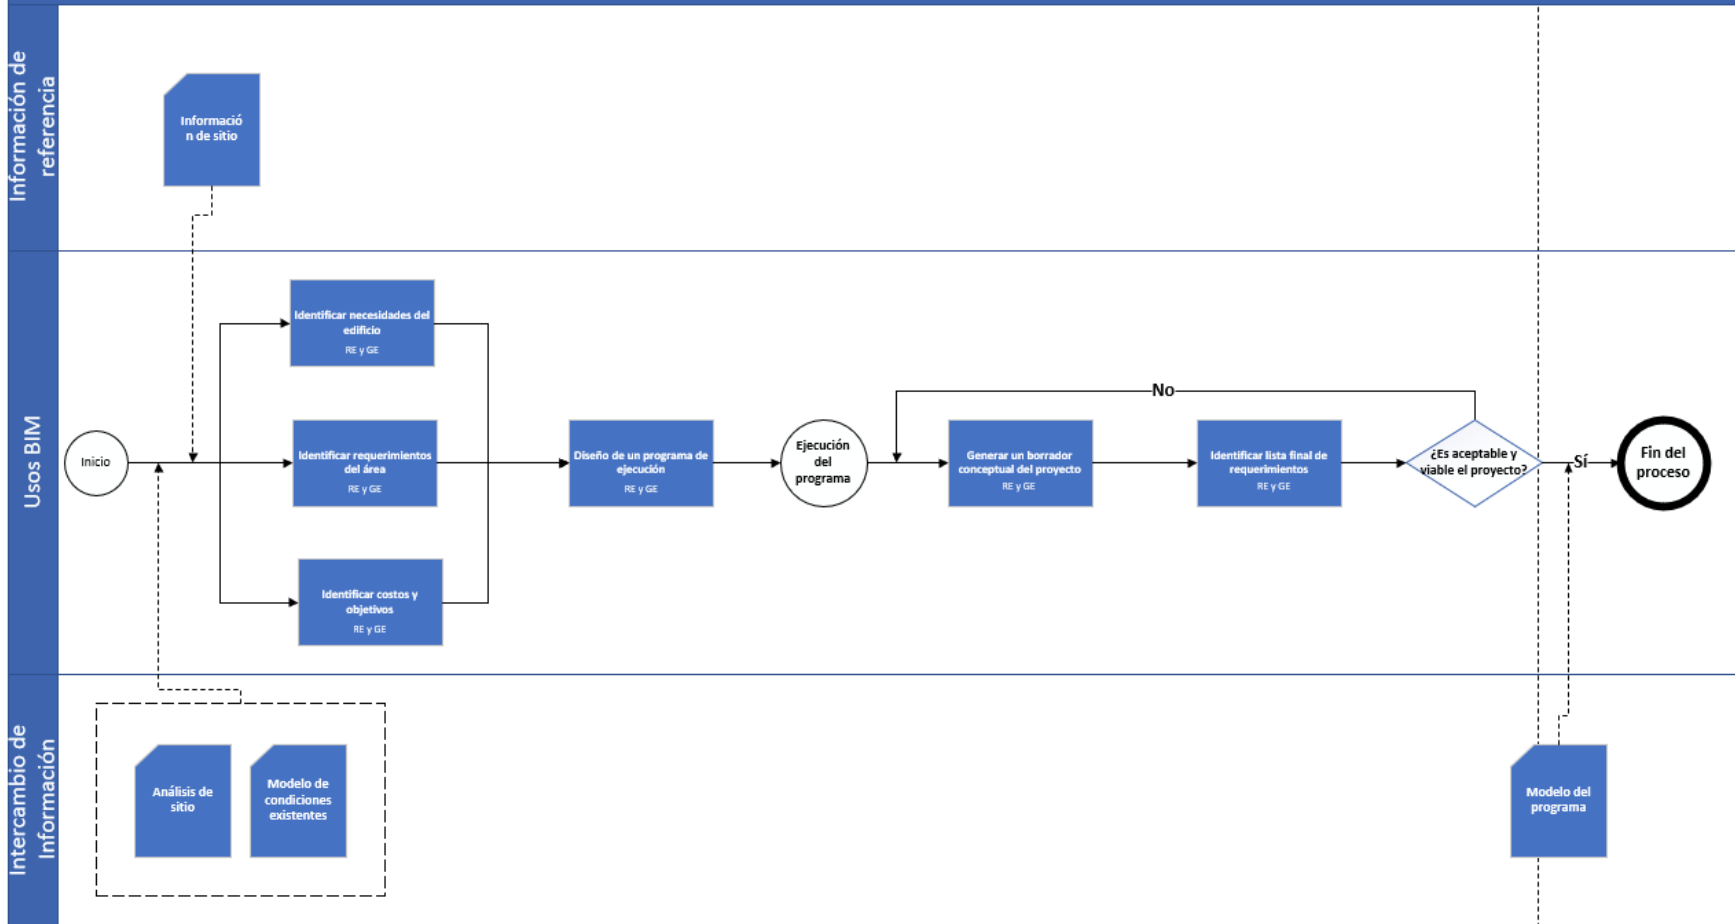 Información de
referencia
Informació
n de sitio
Usos BIM
Inicio
Identificar necesidades del
edificio
RE y GE
Identificar requerimientos
del área
RE y GE
Identificar costos y
objetivos
RE y GE
Diseño de un programa de
ejecución
RE y GE
Ejecución
del
programa
No
Generar un borrador
conceptual del proyecto
RE y GE
Identificar lista final de
requerimientos
RE y GE
¿Es aceptable y
viable el proyecto?
Sí
Fin del
proceso
Intercambio de
Información
Análisis de
sitio
Modelo de
condiciones
existentes
Modelo del
programa